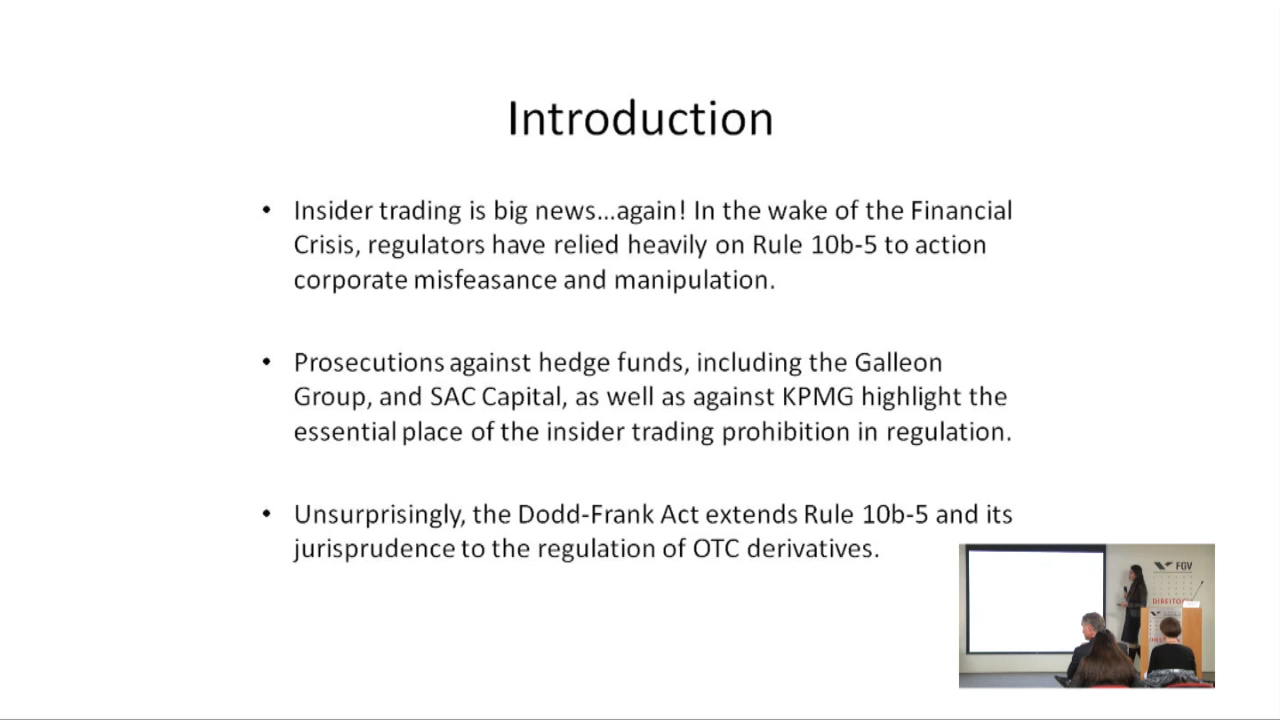 Introduction
• Insider trading is big news...again! In the wake of the Financial
Crisis, regulators have relied heavily on Rule 10b-5 to action
corporate misfeasance and manipulation.
• Prosecutions against hedge funds, including the Galleon
Group, and SAC Capital, as well as against KPMG highlight the
essential place of the insider trading prohibition in regulation.
• Unsurprisingly, the Dodd-Frank Act extends Rule 10b-5 and its
jurisprudence to the regulation of OTC derivatives.
FGV